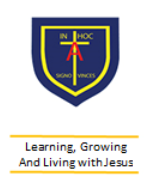 IN HOC
A
SIGNO VINCES
Learning, Growing
And Living with Jesus